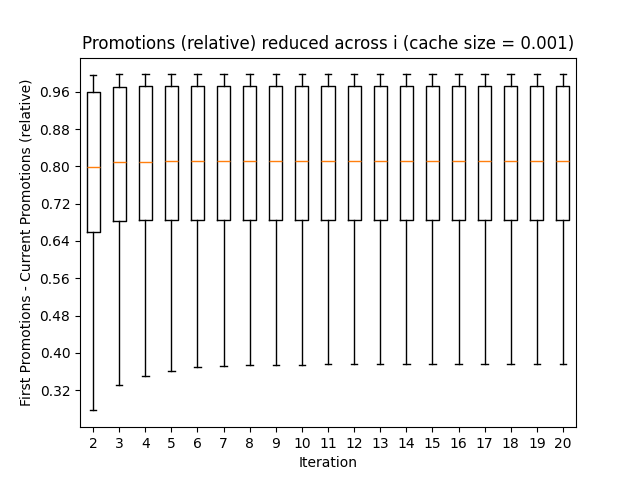 Promotions (relative) reduced across i (cache size = 0.001)
First Promotions - Current Promotions (relative)
0.96
0.88
0.80
0.72
0.64
0.56
0.48
0.40
0.32
2 3 4 5 6 7 8 9 10 11 12 13 14 15 16 17 18 19 20
Iteration